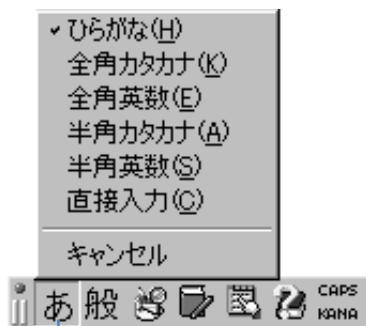 ひらがな(H)
全角カタカナ(K)
全角英数(E)
半角カタカナ(A)
半角英数(S)
直接入力(C)
キャンセル
あ 般 CAPS
KANA